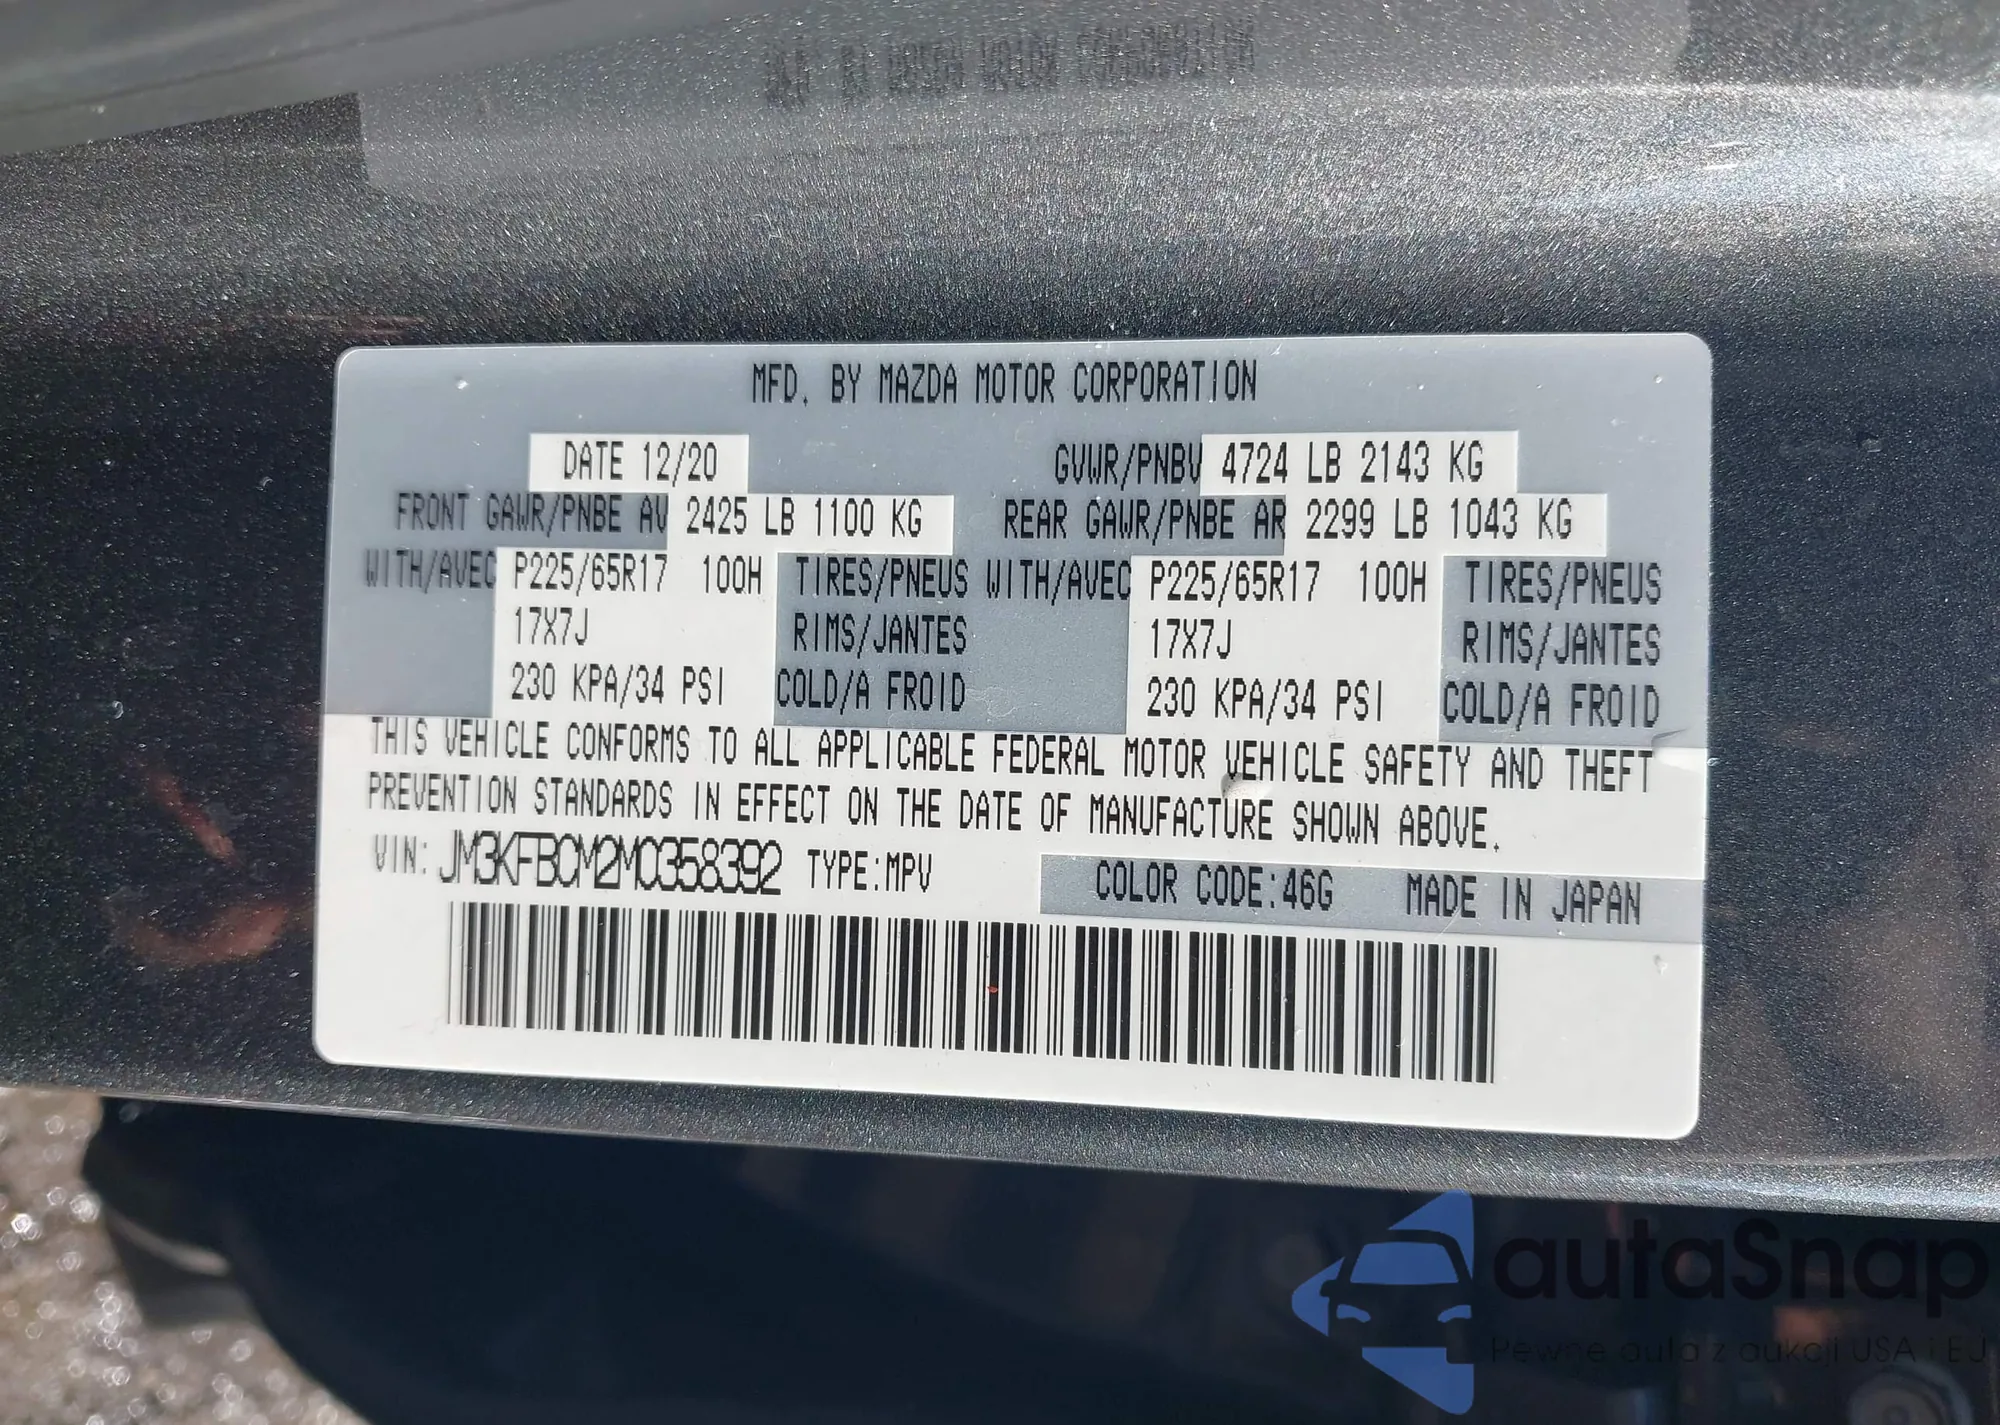 MFD. BY MAZDA MOTOR CORPORATION
DATE 12/20 GVWR/PNBV 4724 LB 2143 KG
FRONT GAWR/PNBE AV 2425 LB 1100 KG REAR GAWR/PNBE AR 2299 LB 1043 KG
WITH/AVEC P225/65R17 100H TIRES/PNEUS WITH/AVEC P225/65R17 100H TIRES/PNEUS
17X7J RIMS/JANTES 17X7J RIMS/JANTES
230 KPA/34 PSI COLD/A FROID 230 KPA/34 PSI COLD/A FROID
THIS VEHICLE CONFORMS TO ALL APPLICABLE FEDERAL MOTOR VEHICLE SAFETY AND THEFT
PREVENTION STANDARDS IN EFFECT ON THE DATE OF MANUFACTURE SHOWN ABOVE.
VIN: JM3KFBCM2M0358392 TYPE:MPV COLOR CODE:46G MADE IN JAPAN
autaSnap
Pewne auta z aukcji USA i EU